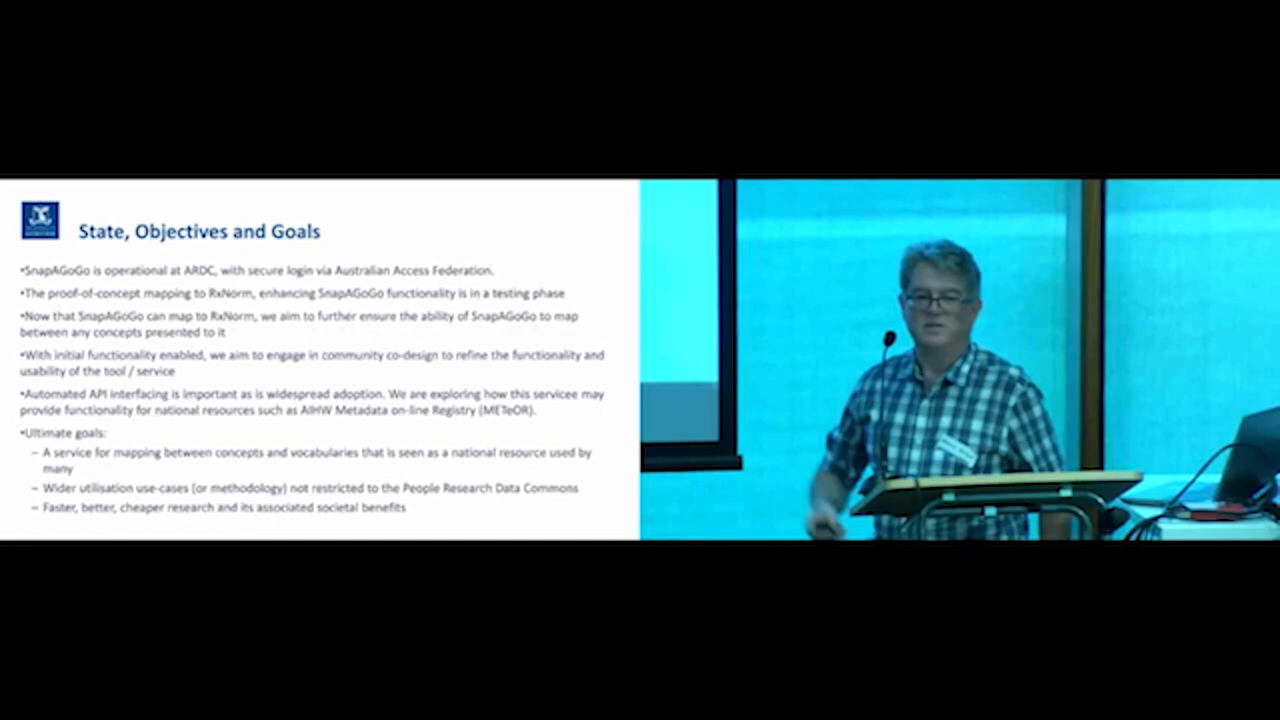 State, Objectives and Goals
•SnapAGoGo is operational at ARDC, with secure login via Australian Access Federation.
•The proof-of-concept mapping to RxNorm, enhancing SnapAGoGo functionality is in a testing phase
•Now that SnapAGoGo can map to RxNorm, we aim to further ensure the ability of SnapAGoGo to map
between any concepts presented to it
•With initial functionality enabled, we aim to engage in community co-design to refine the functionality and
usability of the tool / service
•Automated API interfacing is important as is widespread adoption. We are exploring how this servicee may
provide functionality for national resources such as AIHW Metadata on-line Registry (METeOR).
•Ultimate goals:
– A service for mapping between concepts and vocabularies that is seen as a national resource used by
many
– Wider utilisation use-cases (or methodology) not restricted to the People Research Data Commons
– Faster, better, cheaper research and its associated societal benefits